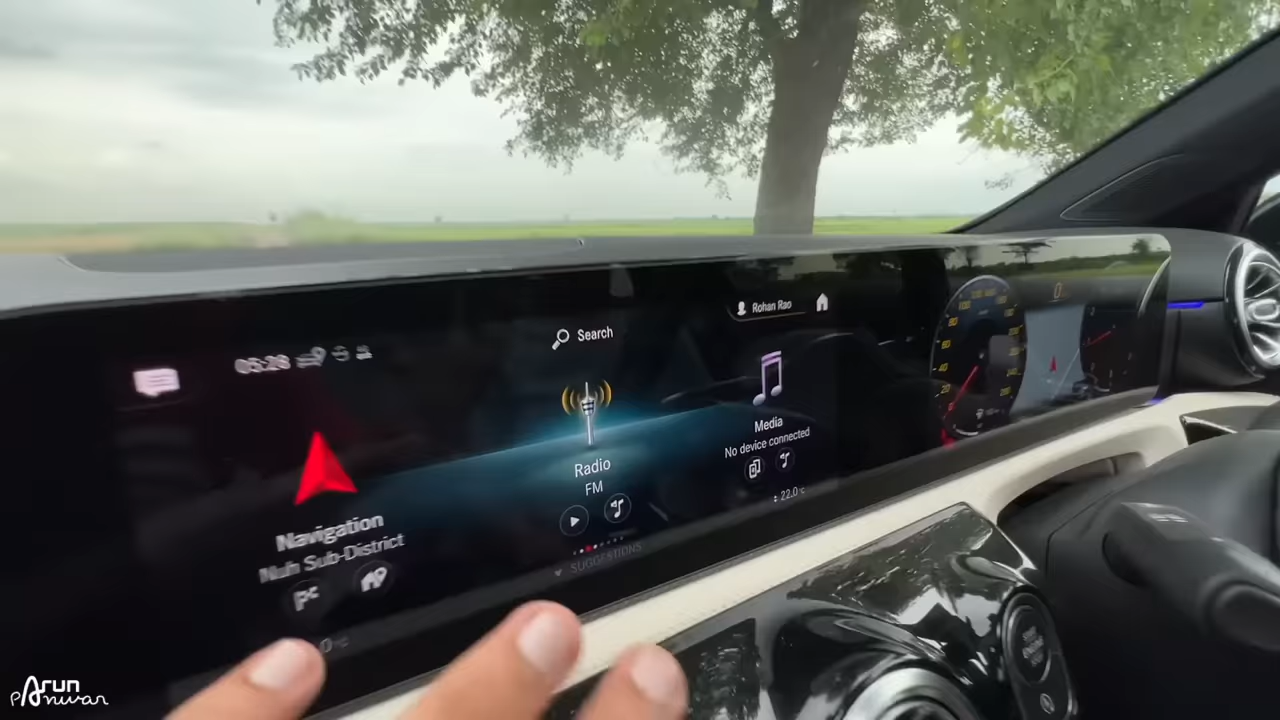 05:28
Search
Rohan Rao
Navigation
Nuh Sub-District
Radio
FM
Media
No device connected
22.0°C
SUGGESTIONS
Arun
Panwar